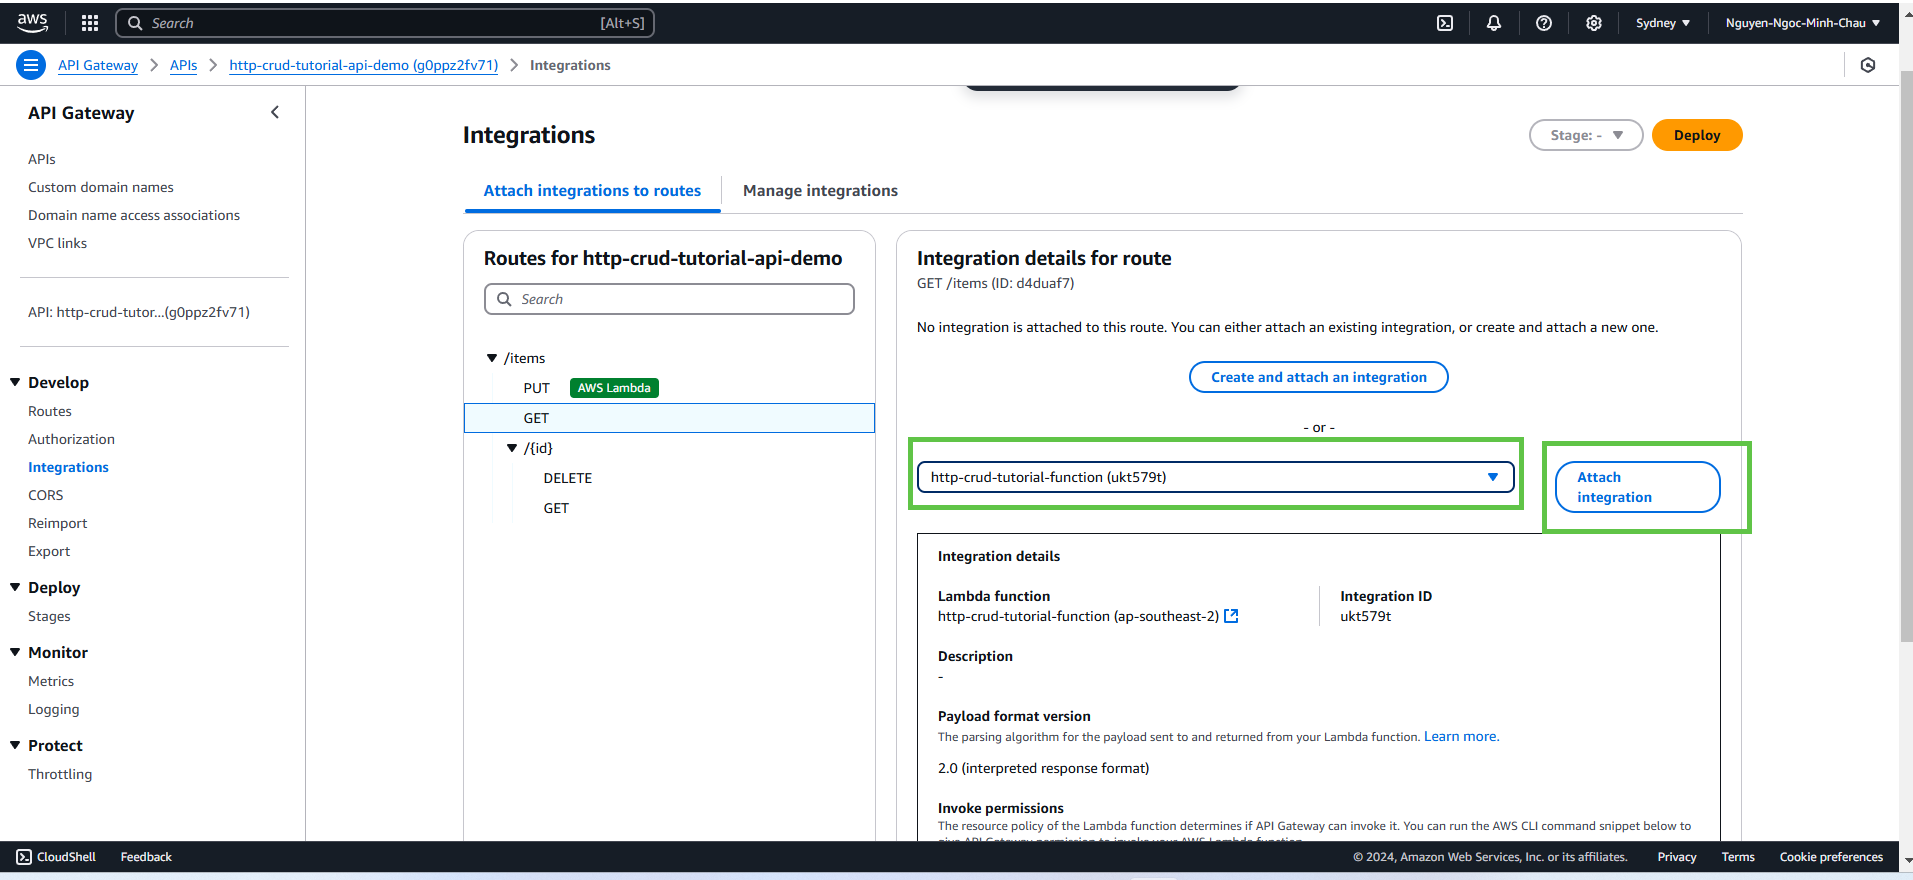 aws
Search
[Alt+S]
Sydney
Nguyen-Ngoc-Minh-Chau
API Gateway
APIs
http-crud-tutorial-api-demo (g0ppz2fv71)
Integrations
API Gateway
APIs
Custom domain names
Domain name access associations
VPC links
API: http-crud-tutor...(g0ppz2fv71)
Develop
Routes
Authorization
Integrations
CORS
Reimport
Export
Deploy
Stages
Monitor
Metrics
Logging
Protect
Throttling
Integrations
Stage: -
Deploy
Attach integrations to routes
Manage integrations
Routes for http-crud-tutorial-api-demo
Search
/items
PUT
AWS Lambda
GET
/{id}
DELETE
GET
Integration details for route
GET /items (ID: d4duaf7)
No integration is attached to this route. You can either attach an existing integration, or create and attach a new one.
Create and attach an integration
- or -
http-crud-tutorial-function (ukt579t)
Attach
integration
Integration details
Lambda function
http-crud-tutorial-function (ap-southeast-2)
Integration ID
ukt579t
Description
-
Payload format version
The parsing algorithm for the payload sent to and returned from your Lambda function. Learn more.
2.0 (interpreted response format)
Invoke permissions
The resource policy of the Lambda function determines if API Gateway can invoke it. You can run the AWS CLI command snippet below to
give API Gateway permission to invoke your AWS Lambda function.
CloudShell
Feedback
© 2024, Amazon Web Services, Inc. or its affiliates.
Privacy
Terms
Cookie preferences